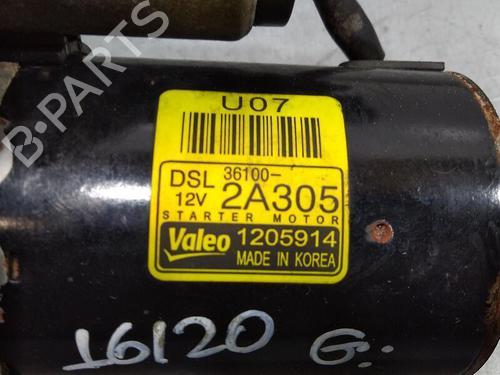 B-PARTS
U07
DSL 36100-
12V 2A305
STARTER MOTOR
Valeo 1205914
MADE IN KOREA
16120 G..